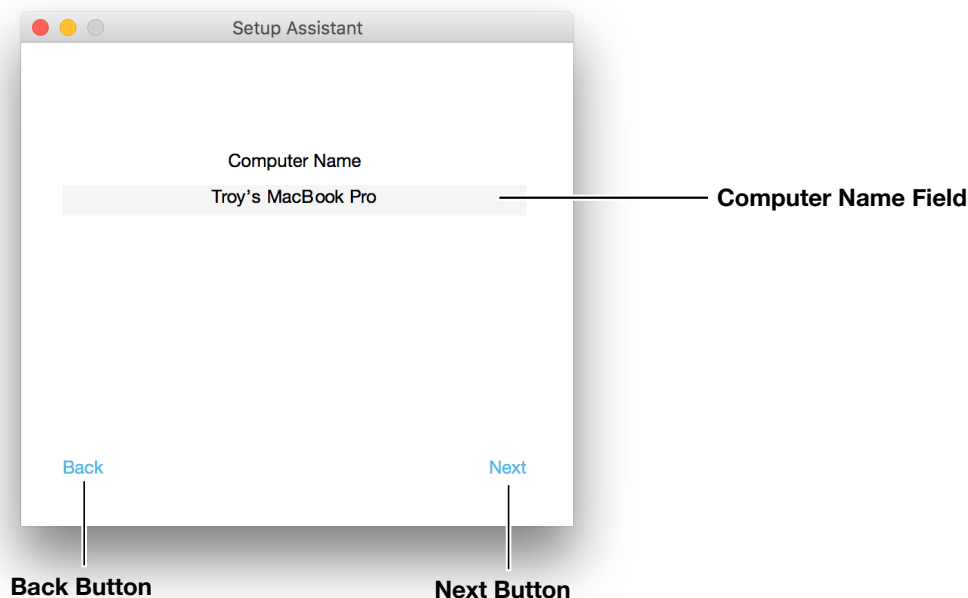 Setup Assistant
Computer Name
Troy’s MacBook Pro
Computer Name Field
Back
Next
Back Button
Next Button